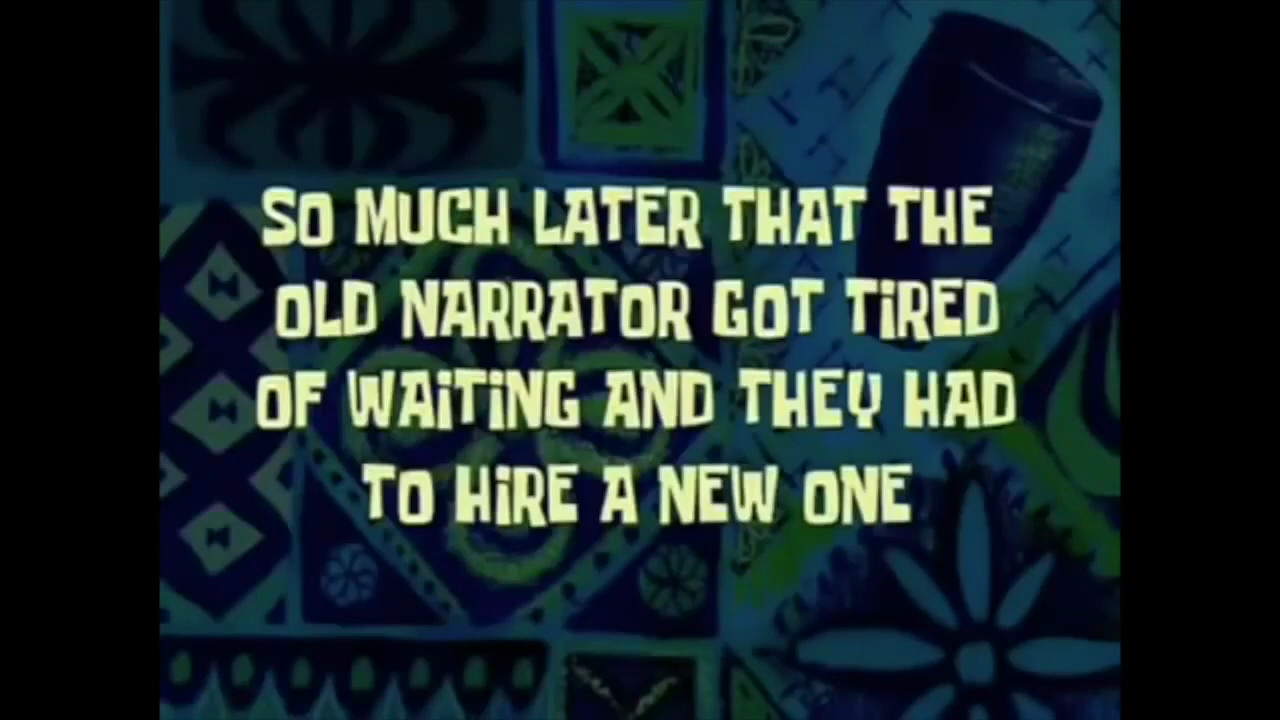 SO MUCH LATER THAT THE
OLD NARRATOR GOT TiRED
OF WAiTiNG AND THEY HAD
TO HiRE A NEW ONE